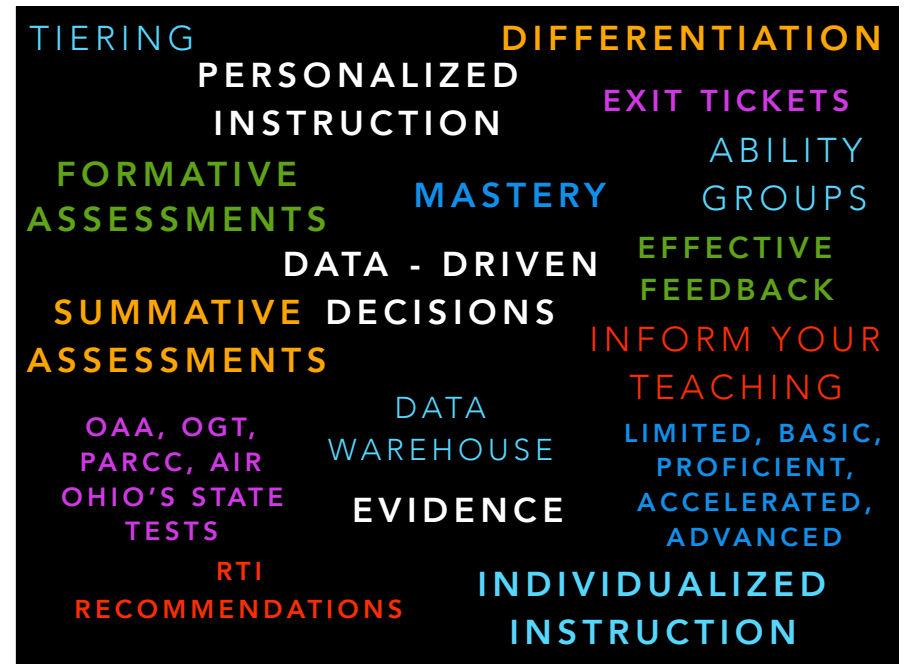 TIERING
DIFFERENTIATION
PERSONALIZED
INSTRUCTION
EXIT TICKETS
ABILITY
GROUPS
FORMATIVE
ASSESSMENTS
MASTERY
EFFECTIVE
FEEDBACK
DATA - DRIVEN
DECISIONS
SUMMATIVE
ASSESSMENTS
INFORM YOUR
TEACHING
DATA
WAREHOUSE
OAA, OGT,
PARCC, AIR
OHIO'S STATE
TESTS
LIMITED, BASIC,
PROFICIENT,
ACCELERATED,
ADVANCED
EVIDENCE
RTI
RECOMMENDATIONS
INDIVIDUALIZED
INSTRUCTION